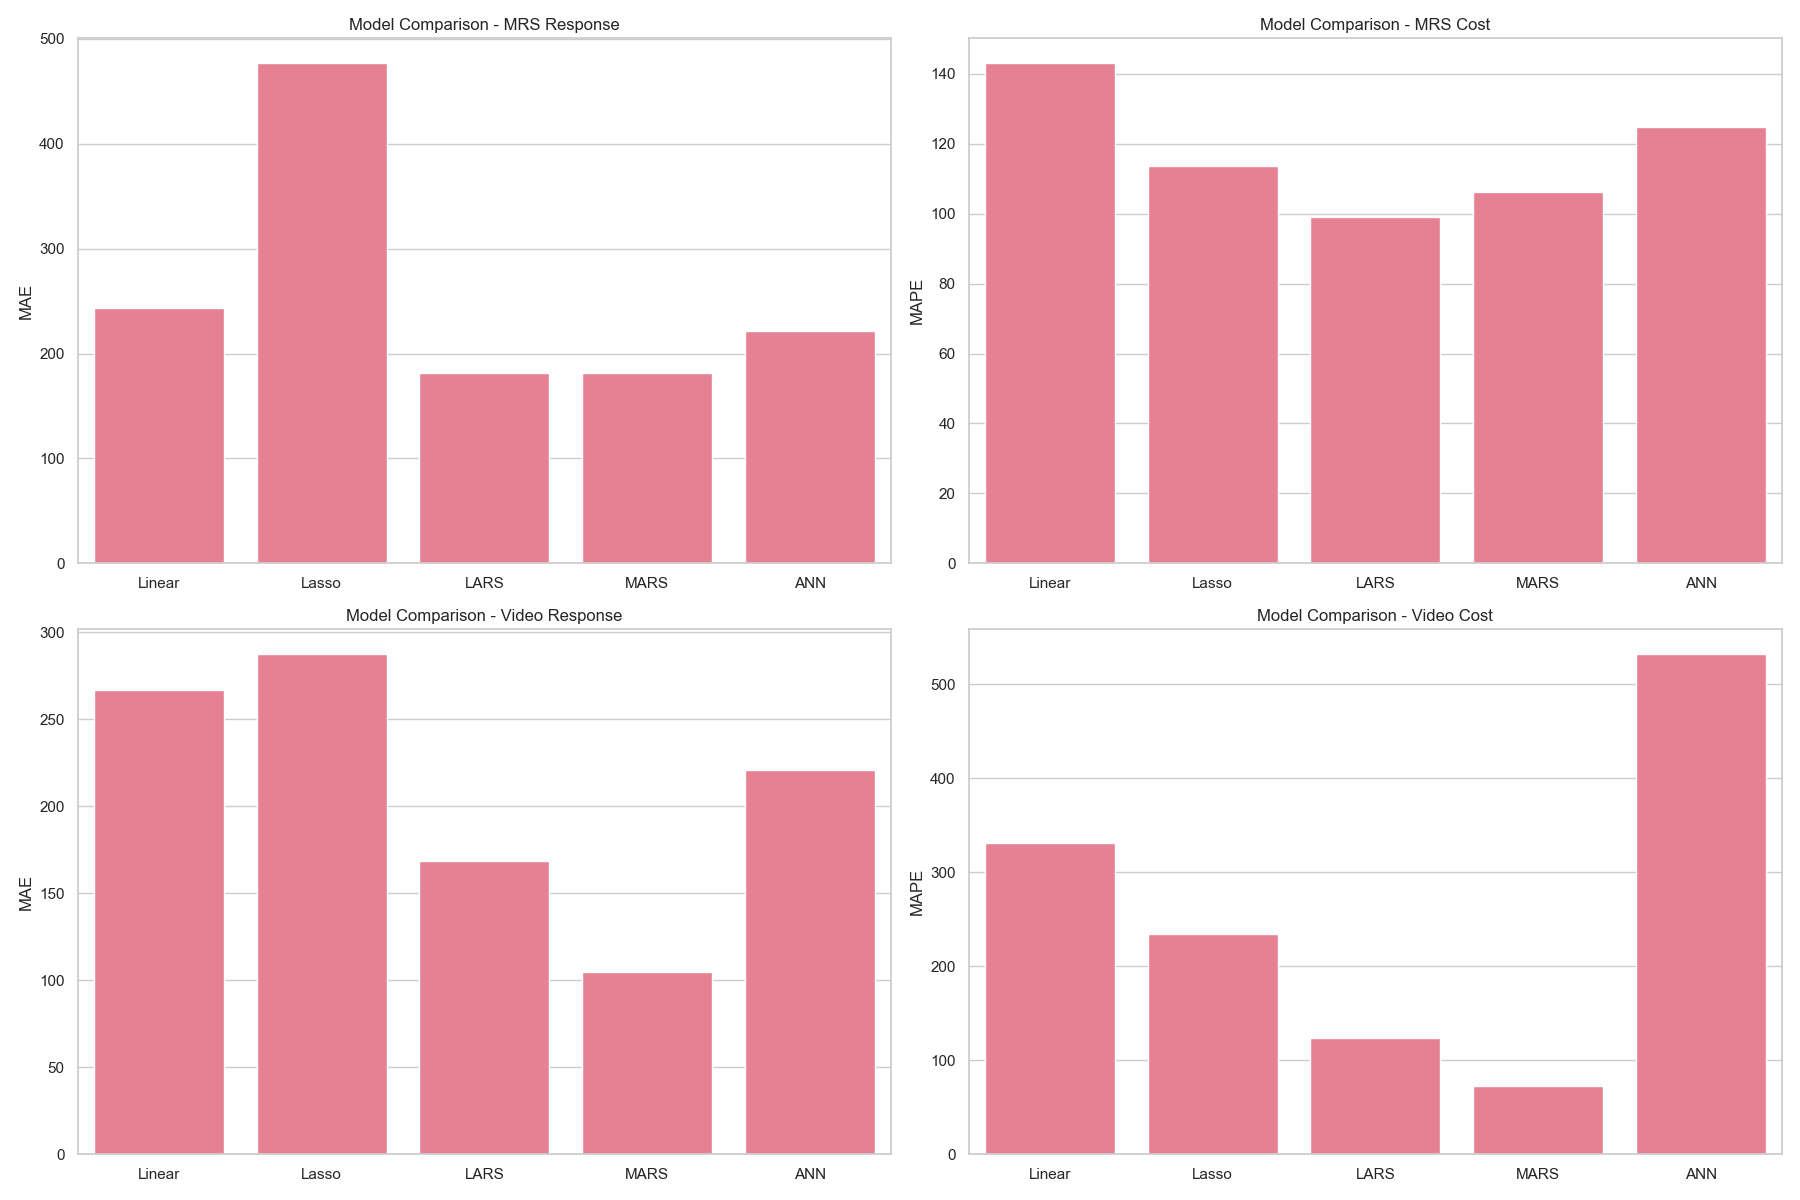 Model Comparison - MRS Response
500
400
300
200
100
0
MAE
Linear Lasso LARS MARS ANN
Model Comparison - MRS Cost
140
120
100
80
60
40
20
0
MAPE
Linear Lasso LARS MARS ANN
Model Comparison - Video Response
300
250
200
150
100
50
0
MAE
Linear Lasso LARS MARS ANN
Model Comparison - Video Cost
500
400
300
200
100
0
MAPE
Linear Lasso LARS MARS ANN